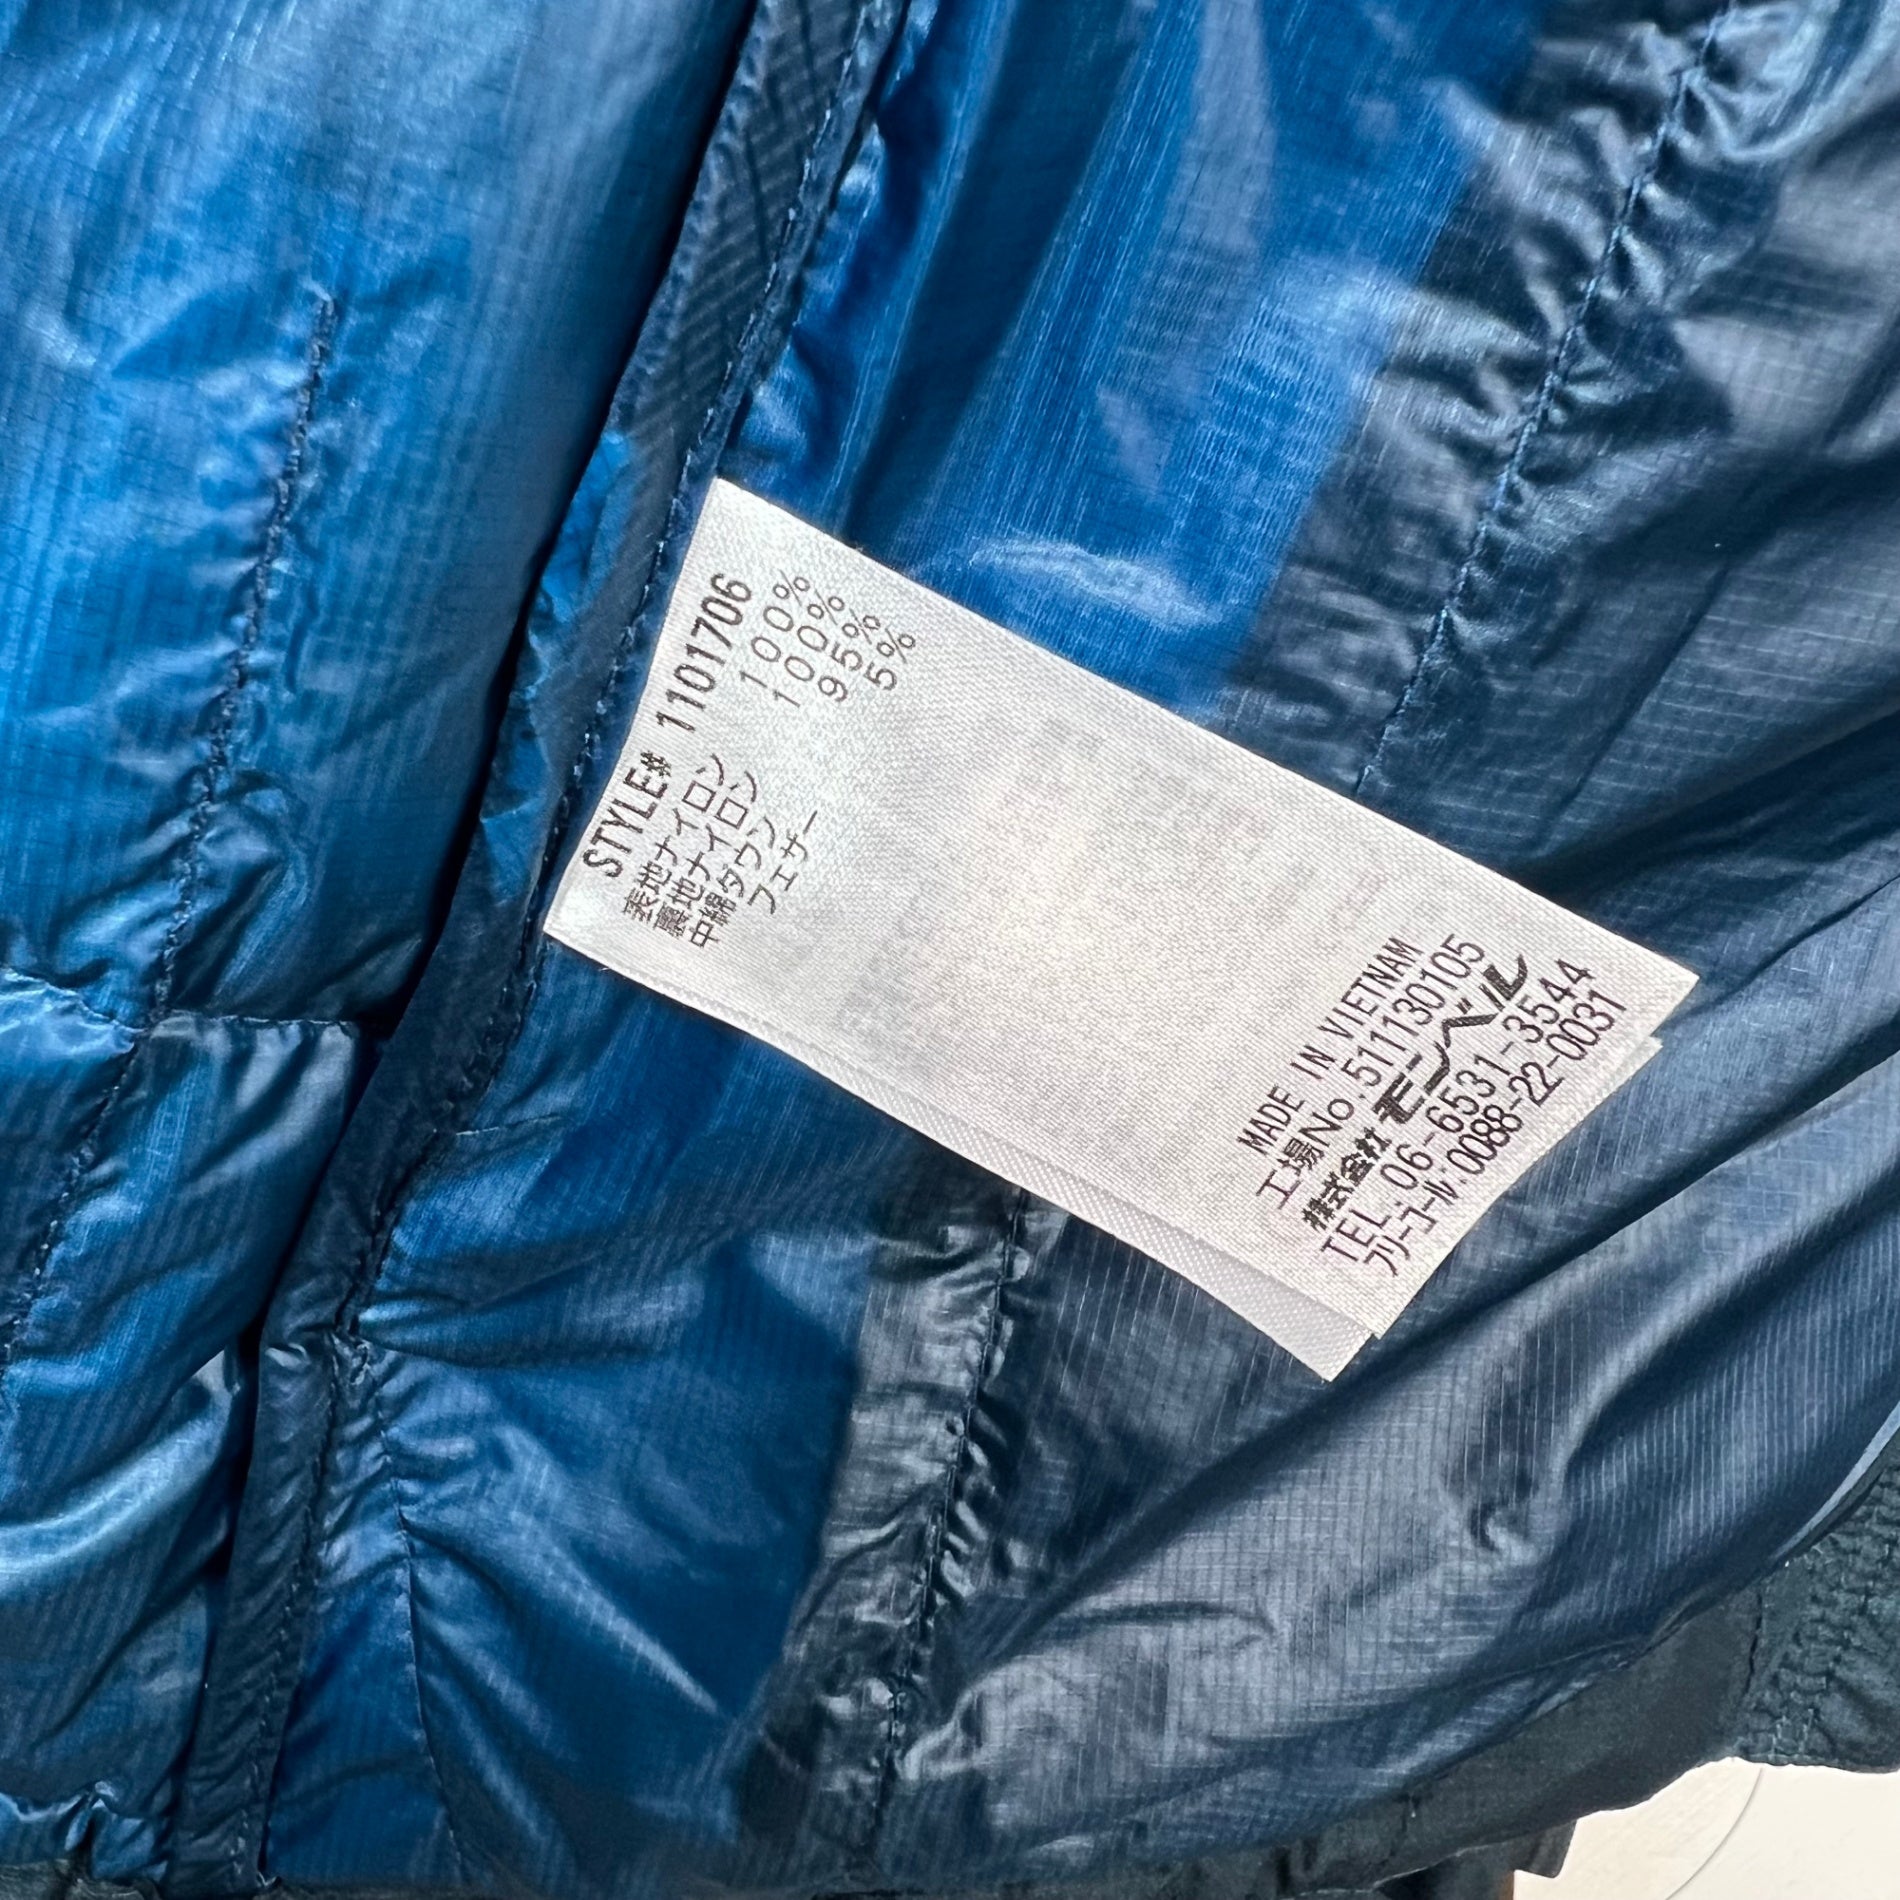 STYLE# 1101706
表地ナイロン 100%
裏地ナイロン 100%
中綿ダウン 95%
フェザー 5%
MADE IN VIETNAM
工場No.511130105
株式会社 モンベル
TEL:06-6531-3544
フリーコール:0088-22-0031